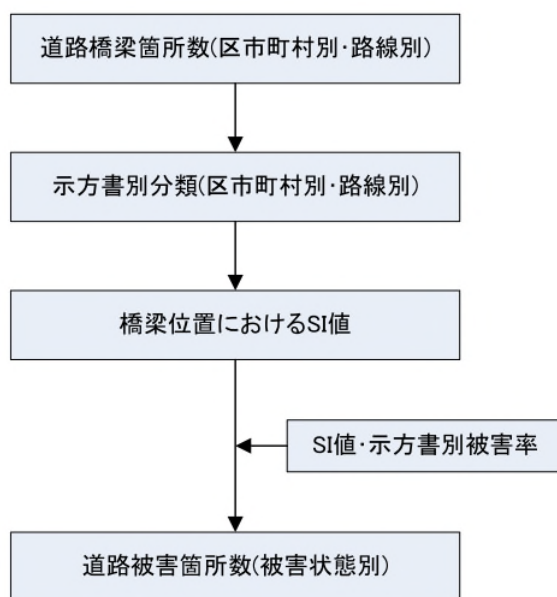 道路橋梁箇所数(区市町村別・路線別)
示方書別分類(区市町村別・路線別)
橋梁位置におけるSI値
SI値・示方書別被害率
道路被害箇所数(被害状態別)